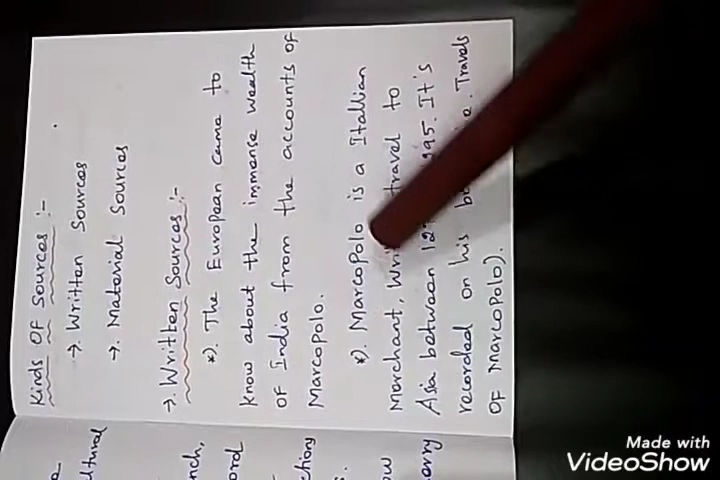 Kinds OF Sources :-
→ Written Sources
→ Material Sources
→ Written Sources :-
*). The European came to
Know about the immense wealth
of India from the accounts of
Marcopolo.
*). MarcoPolo is a Itallian
Merchant, travel to
Asia between It's
recorded on his Travels
OF MarcoPolo).
Made with
VideoShow